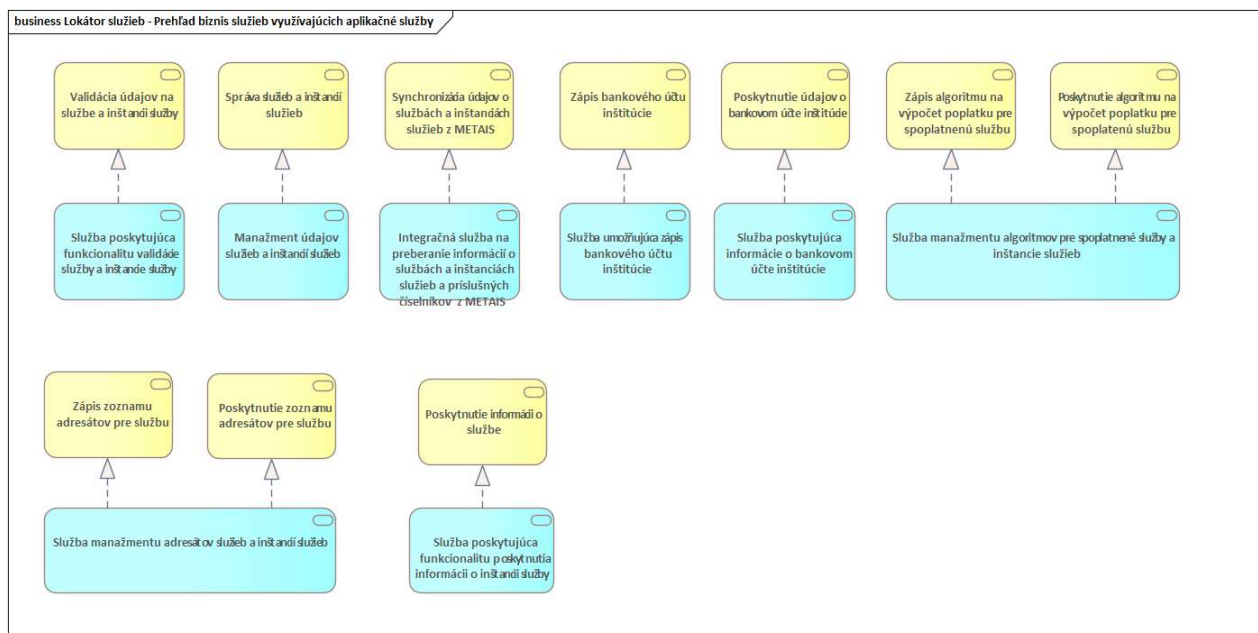 business Lokátor služieb - Prehľad biznis služieb využívajúcich aplikačné služby
Validácia údajov na
službe a inštancií služby
Správa služieb a inštancií
služieb
Synchronizácia údajov o
službách a inštanciách
služieb z METAIS
Zápis bankového účtu
inštitúcie
Poskytnutie údajov o
bankovom účte inštitúcie
Zápis algoritmu na
výpočet poplatku pre
spoplatnenú službu
Poskytnutie algoritmu na
výpočet poplatku pre
spoplatenú službu
Služba poskytujúca
funkcionalitu validácie
služby a inštancie služby
Manažment údajov
služieb a inštancií služieb
Integračná služba na
preberanie informácií o
službách a inštanciách
služieb a príslušných
číselníkov z METAIS
Služba umožňujúca zápis
bankového účtu
inštitúcie
Služba poskytujúca
informácie o bankovom
účte inštitúcie
Služba manažmentu algoritmov pre spoplatnené služby a
inštancie služieb
Zápis zoznamu
adresátov pre službu
Poskytnutie zoznamu
adresátov pre službu
Poskytnutie informácii o
službe
Služba manažmentu adresátov služieb a inštancií služieb
Služba poskytujúca
funkcionalitu poskytnutia
informácii o inštancii služby